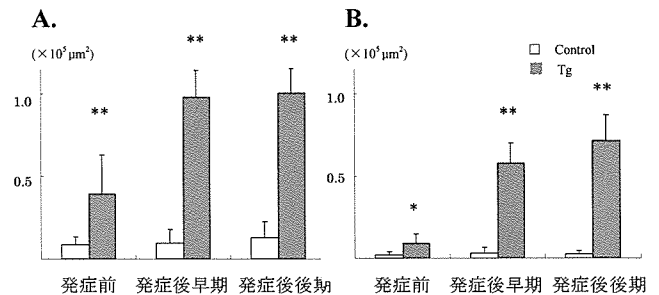 A.
(×10⁵μm²)
1.0
0.5
**
**
**
発症前
発症後早期
発症後後期
B.
(×10⁵μm²)
Control
Tg
1.0
0.5
*
**
**
発症前
発症後早期
発症後後期